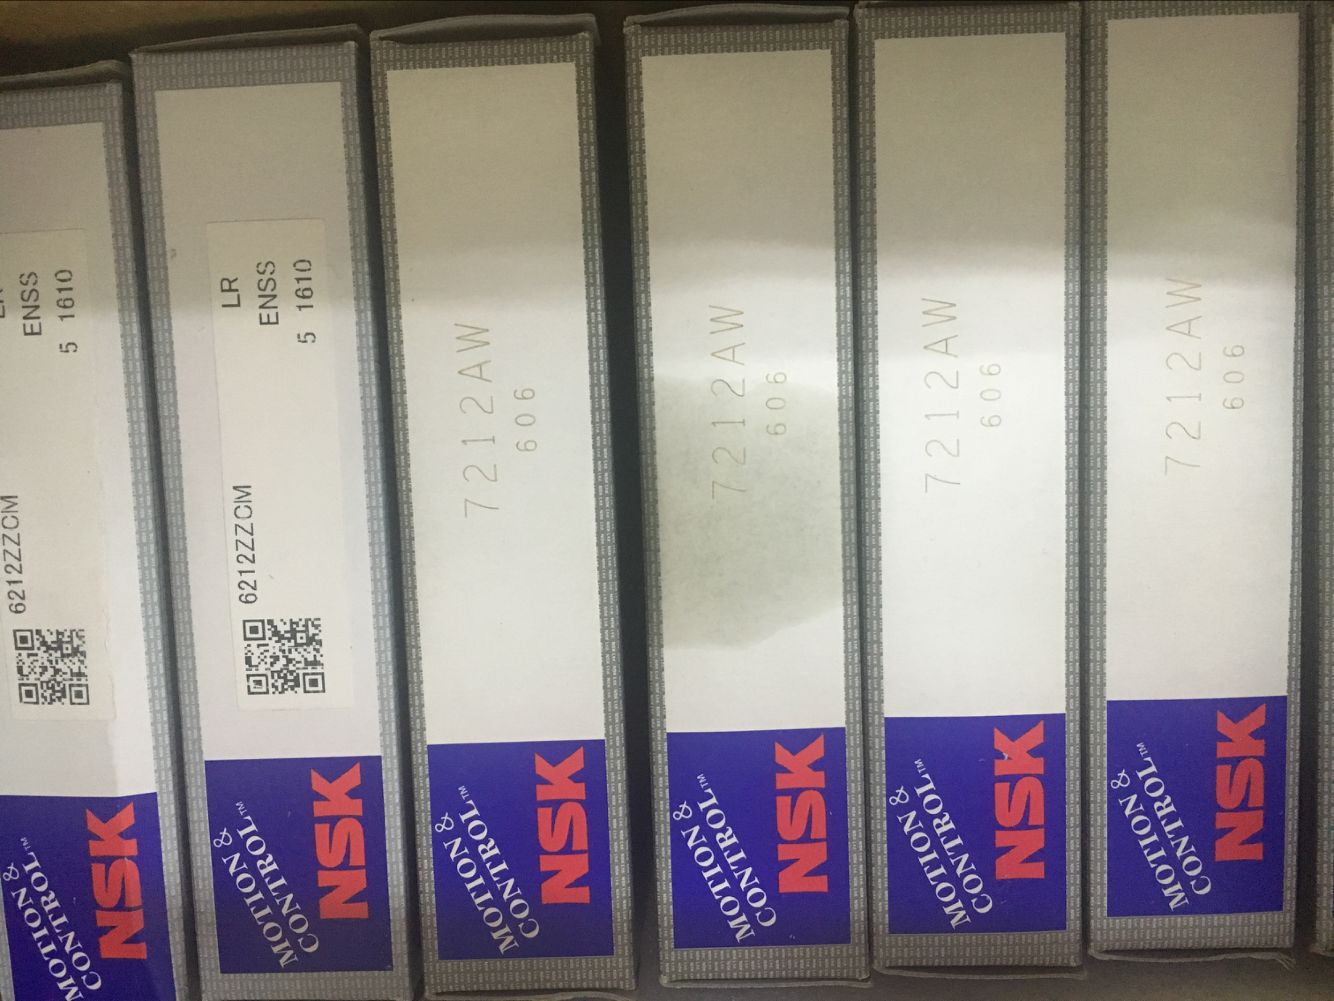 LR
ENSS
5 1610
6212ZZCM
MOTION &
CONTROL™
NSK
LR
ENSS
5 1610
6212ZZCM
MOTION &
CONTROL™
NSK
7212AW
606
MOTION &
CONTROL™
NSK
7212AW
606
MOTION &
CONTROL™
NSK
7212AW
606
MOTION &
CONTROL™
NSK
7212AW
606
MOTION &
CONTROL™
NSK